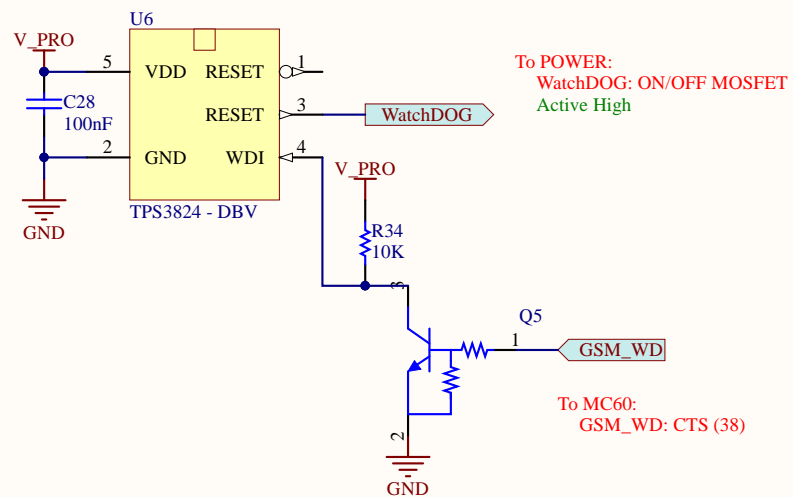 U6
V_PRO
5
VDD
RESET
1
C28
100nF
RESET
3
WatchDOG
2
GND
WDI
4
GND
TPS3824 - DBV
To POWER:
WatchDOG: ON/OFF MOSFET
Active High
V_PRO
R34
10K
3
Q5
1
GSM_WD
2
GND
To MC60:
GSM_WD: CTS (38)